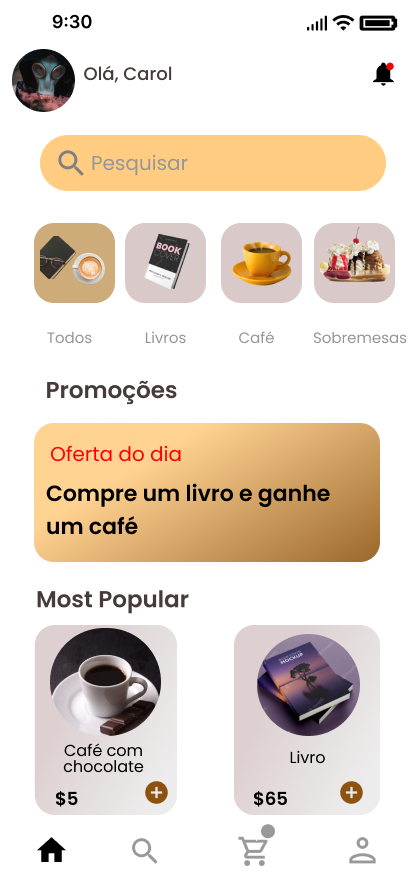 9:30
Olá, Carol
Pesquisar
BOOK
COVER
Todos
Livros
Café
Sobremesas
Promoções
Oferta do dia
Compre um livro e ganhe
um café
Most Popular
MOCKUP
Café com
chocolate
Livro
$5
$65